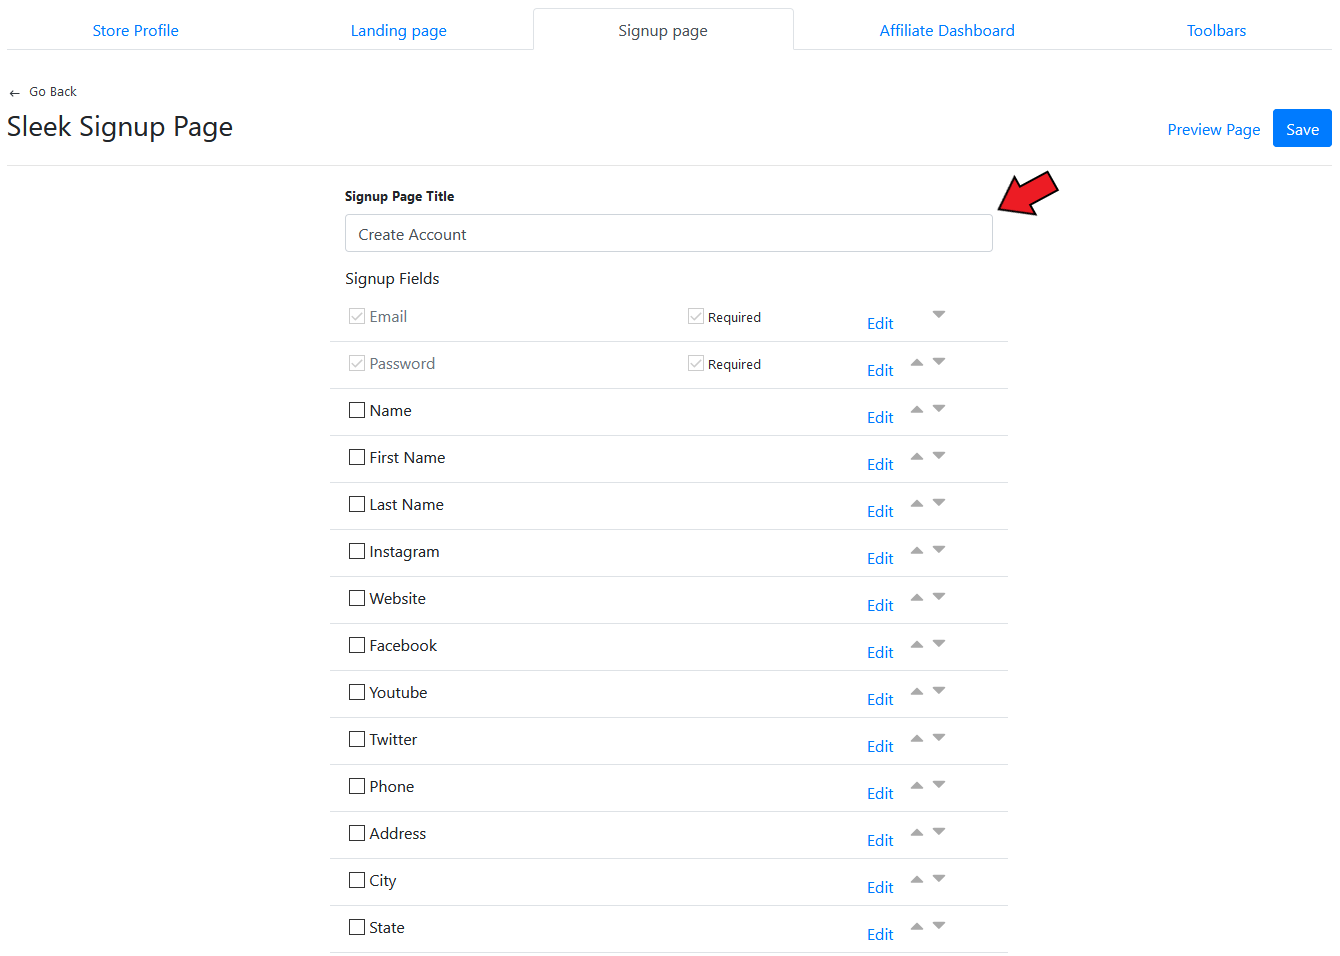 Store Profile Landing page Signup page Affiliate Dashboard Toolbars
← Go Back
Sleek Signup Page
Preview Page Save
Signup Page Title
Create Account
Signup Fields
Email Required Edit
Password Required Edit
Name Edit
First Name Edit
Last Name Edit
Instagram Edit
Website Edit
Facebook Edit
Youtube Edit
Twitter Edit
Phone Edit
Address Edit
City Edit
State Edit